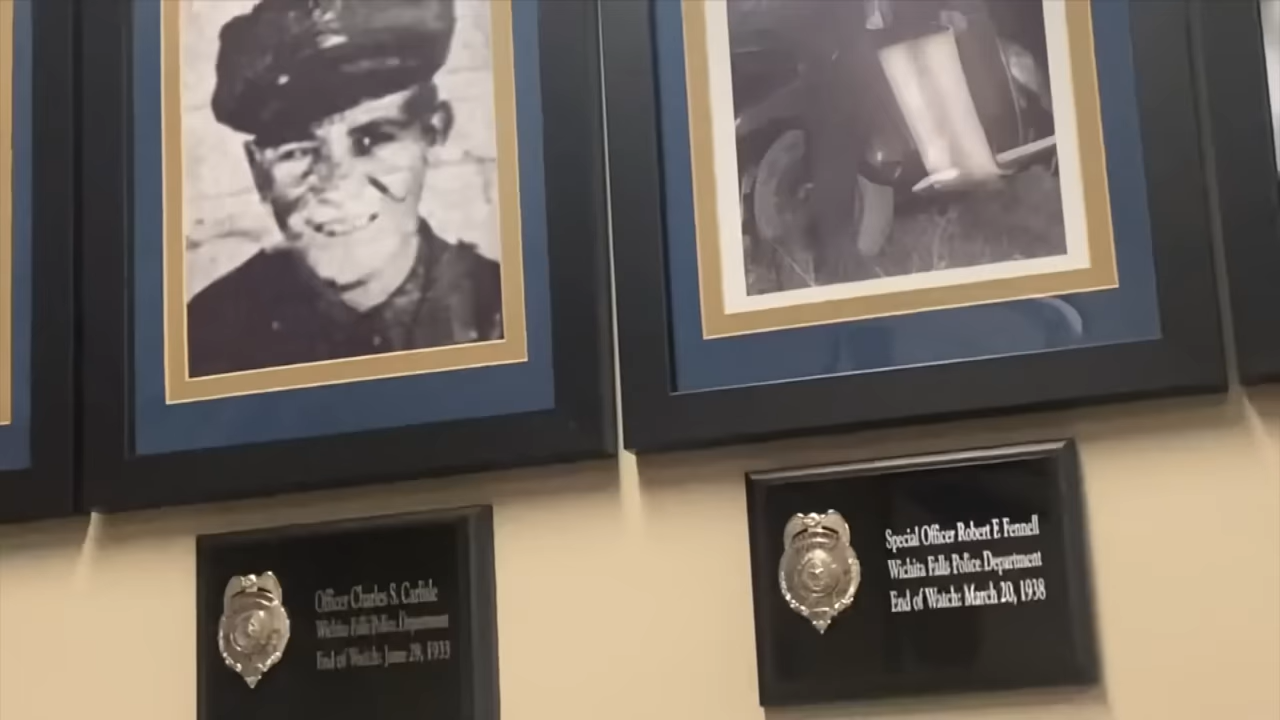 Officer Charles S. Carlisle
Wichita Falls Police Department
End of Watch: June 29, 1933
Special Officer Robert F Fennell
Wichita Falls Police Department
End of Watch: March 20, 1938